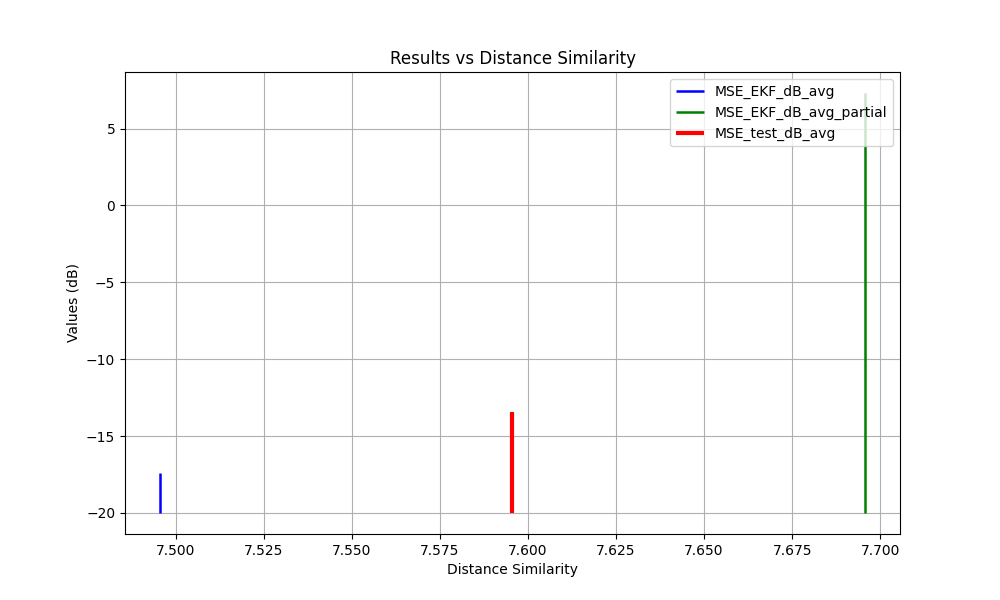 Results vs Distance Similarity
MSE_EKF_dB_avg
MSE_EKF_dB_avg_partial
MSE_test_dB_avg
Values (dB)
5
0
−5
−10
−15
−20
7.500 7.525 7.550 7.575 7.600 7.625 7.650 7.675 7.700
Distance Similarity